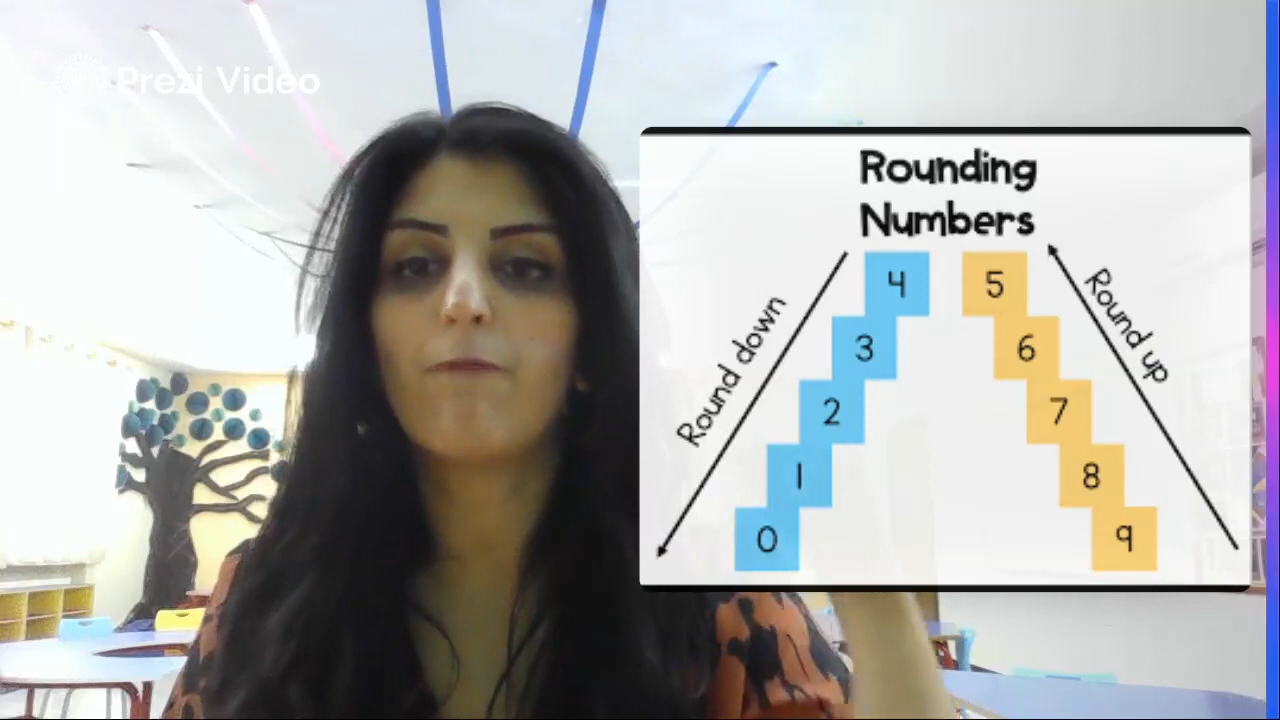 Prezi Video
Rounding
Numbers
Round down
Round up
4 5
3 6
2 7
1 8
0 9